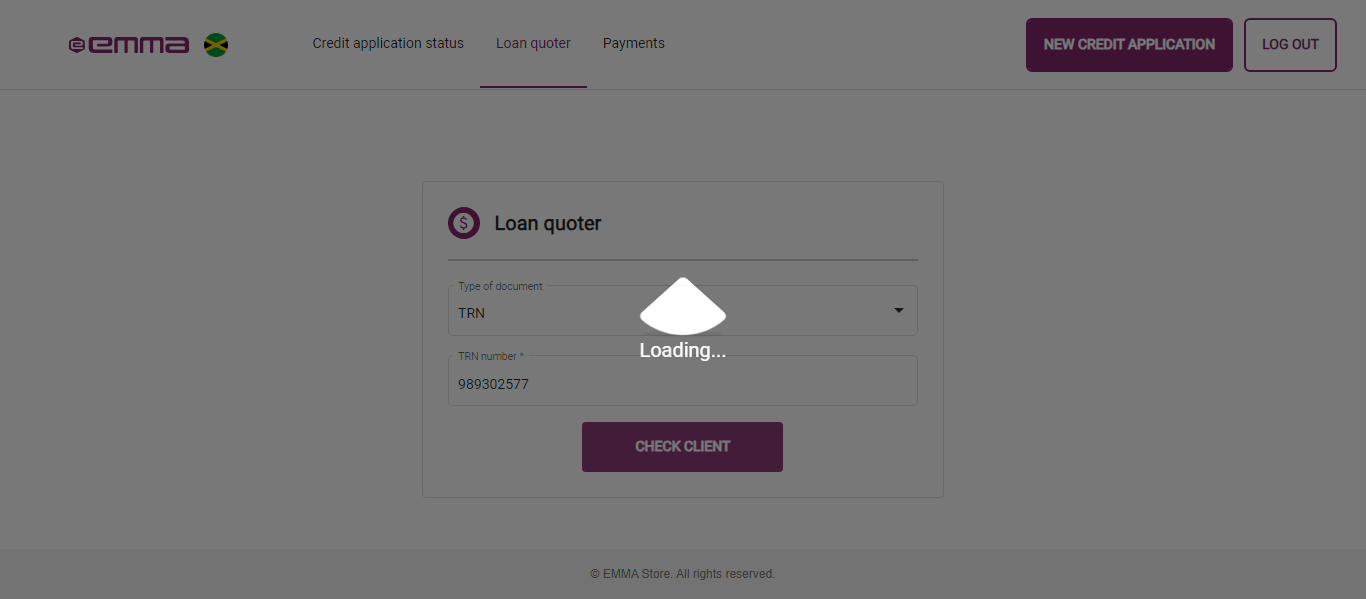 emma
Credit application status
Loan quoter
Payments
NEW CREDIT APPLICATION
LOG OUT
$
Loan quoter
Type of document
TRN
Loading...
TRN number *
989302577
CHECK CLIENT
© EMMA Store. All rights reserved.